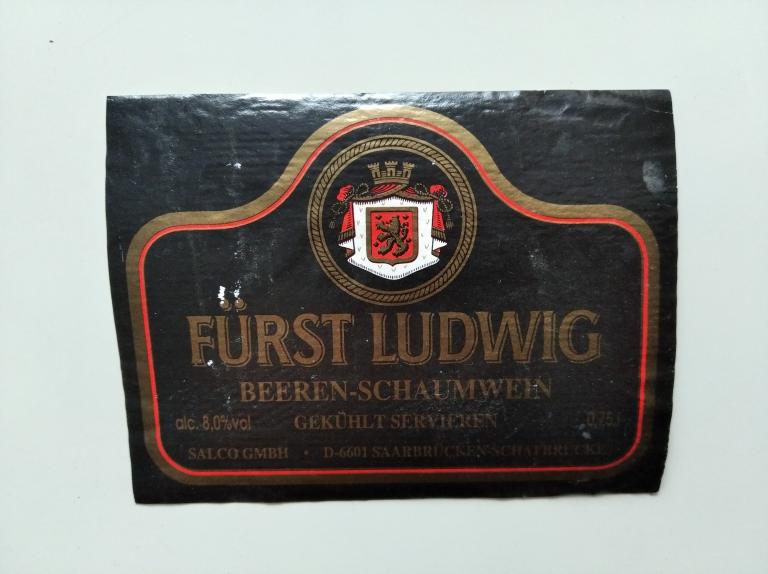 FÜRST LUDWIG
BEEREN-SCHAUMWEIN
alc. 8,0%vol GEKÜHLT SERVIEREN 0,75 l
SALCO GMBH • D-6601 SAARBRÜCKEN-SCHAFBRÜCKE